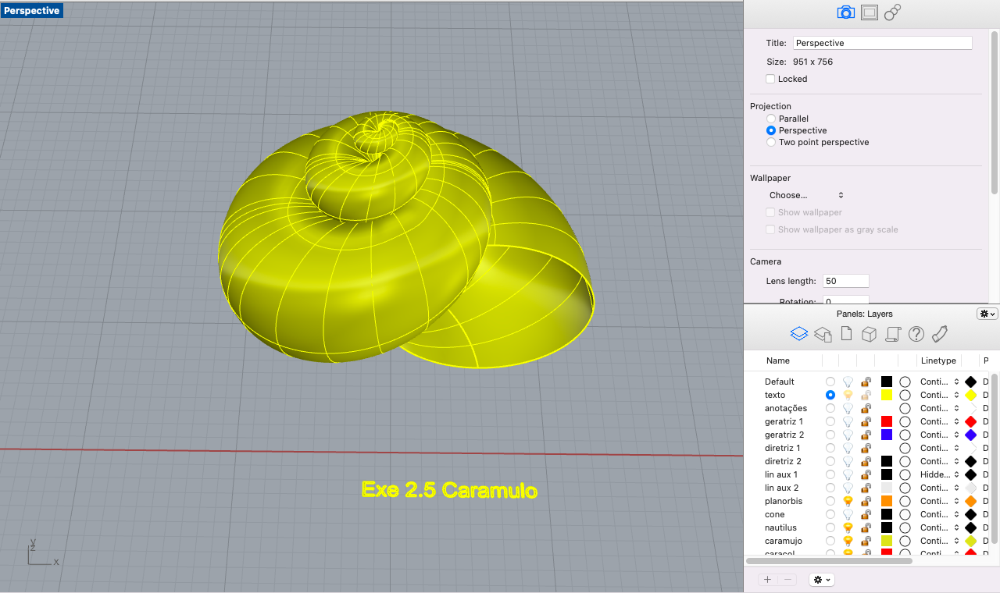 Perspective
Exe 2.5 Caramulo
y
z
x
Title: Perspective
Size: 951 x 756
Locked
Projection
Parallel
Perspective
Two point perspective
Wallpaper
Choose...
Show wallpaper
Show wallpaper as gray scale
Camera
Lens length: 50
Rotation: 0
Panels: Layers
Name Linetype P
Default Conti... D
texto Conti... D
anotações Conti... D
geratriz 1 Conti... D
geratriz 2 Conti... D
diretriz 1 Conti... D
diretriz 2 Conti... D
lin aux 1 Hidde... D
lin aux 2 Conti... D
planorbis Conti... D
cone Conti... D
nautilus Conti... D
caramujo Conti... D
caracol Conti... D